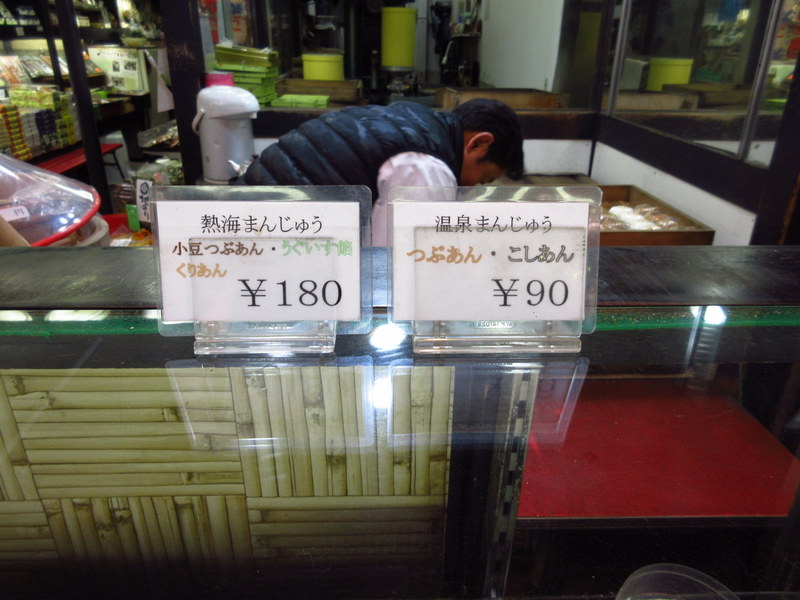 熱海まんじゅう
小豆つぶあん・うぐいす餡
くりあん
￥180
温泉まんじゅう
つぶあん・こしあん
￥90